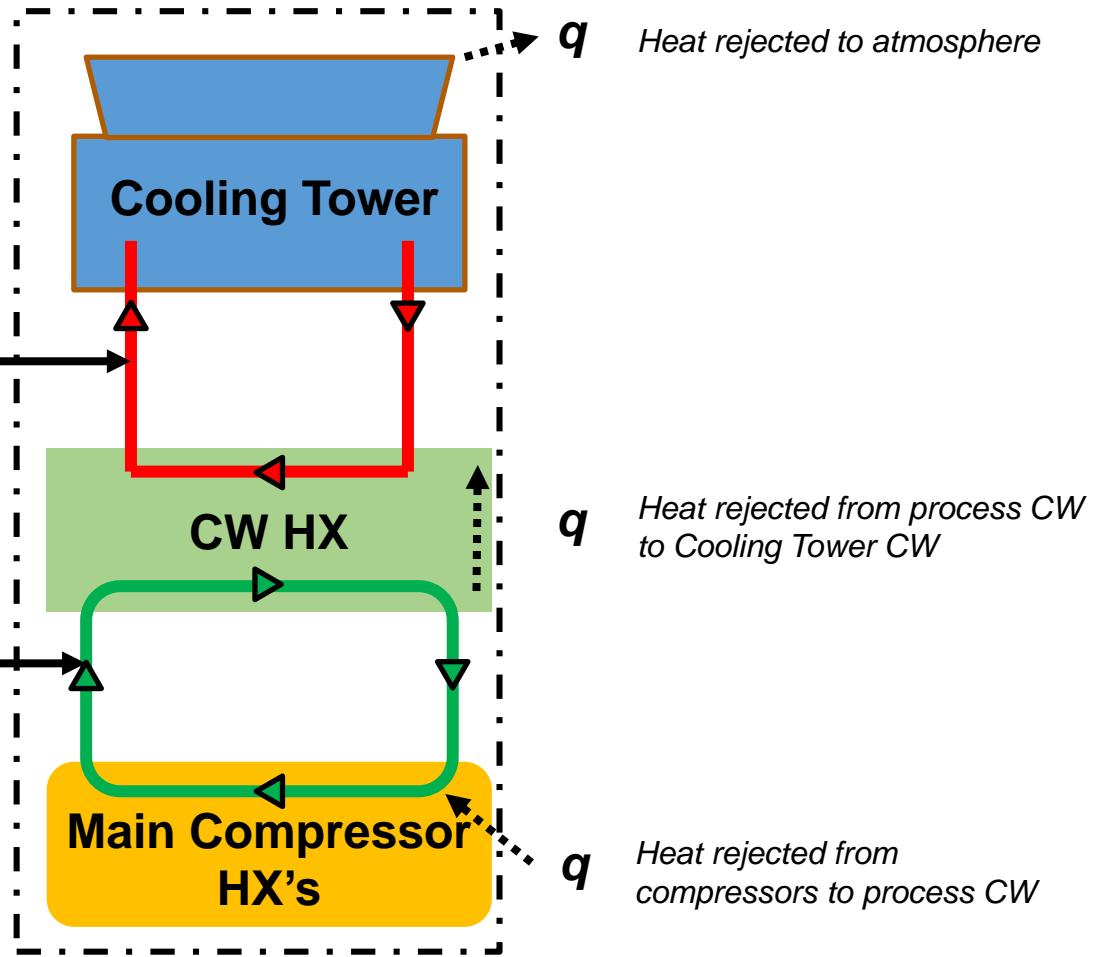 q Heat rejected to atmosphere
Cooling Tower
CW HX
q Heat rejected from process CW
to Cooling Tower CW
Main Compressor
HX's
q Heat rejected from
compressors to process CW